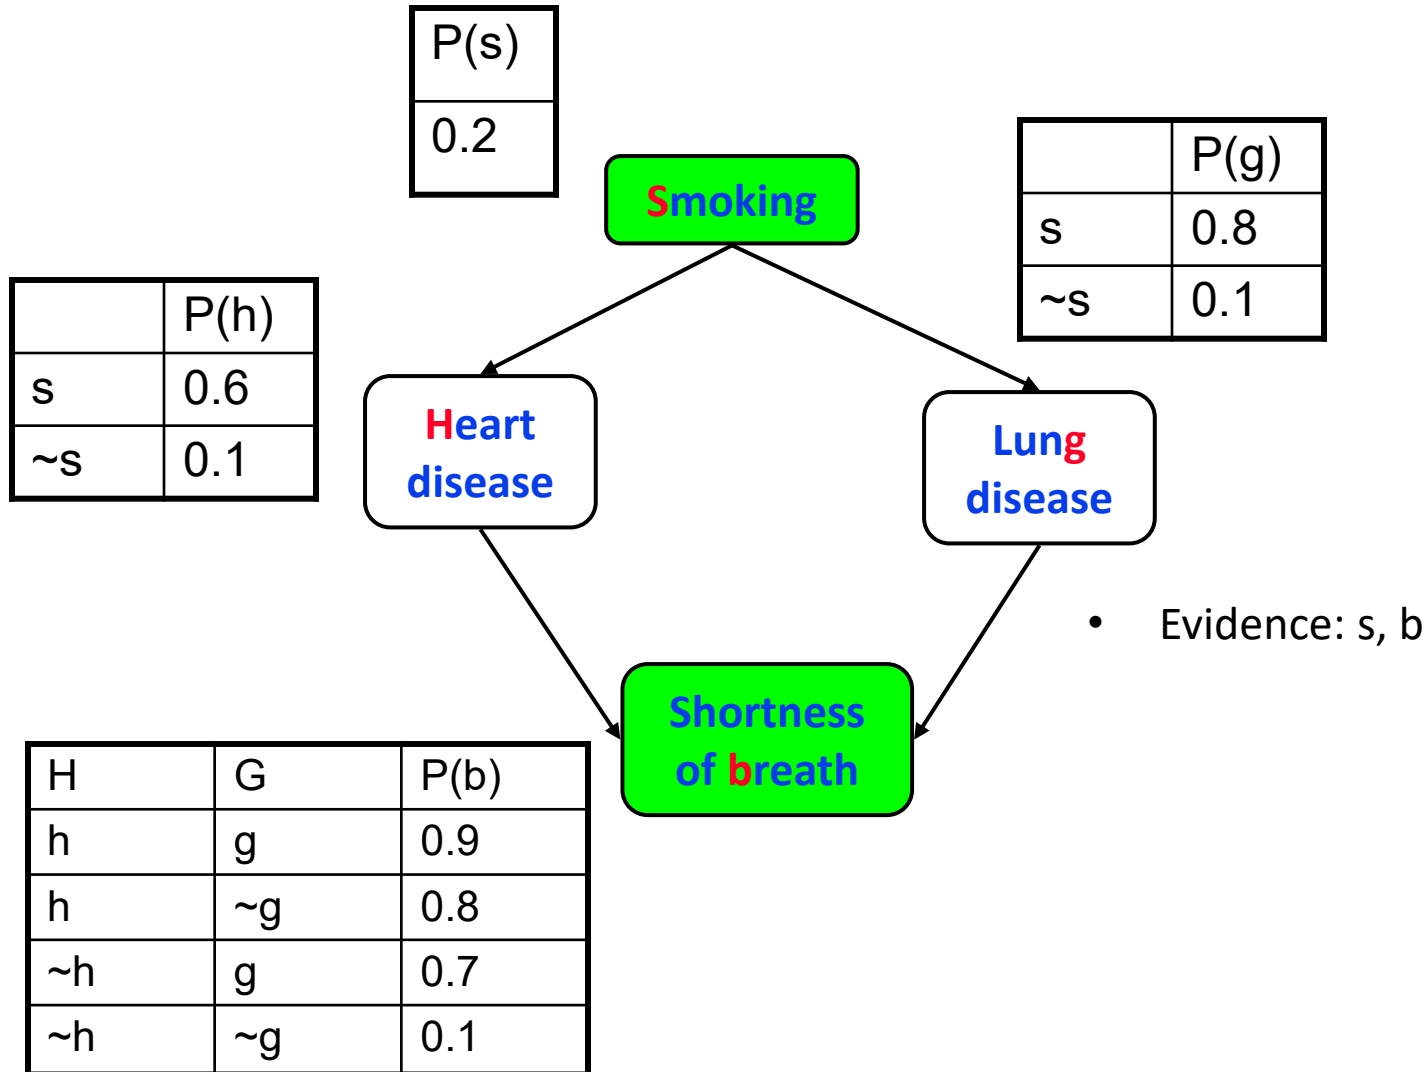 P(s)
0.2
Smoking
P(g)
s 0.8
~s 0.1
P(h)
s 0.6
~s 0.1
Heart
disease
Lung
disease
• Evidence: s, b
Shortness
of breath
H G P(b)
h g 0.9
h ~g 0.8
~h g 0.7
~h ~g 0.1